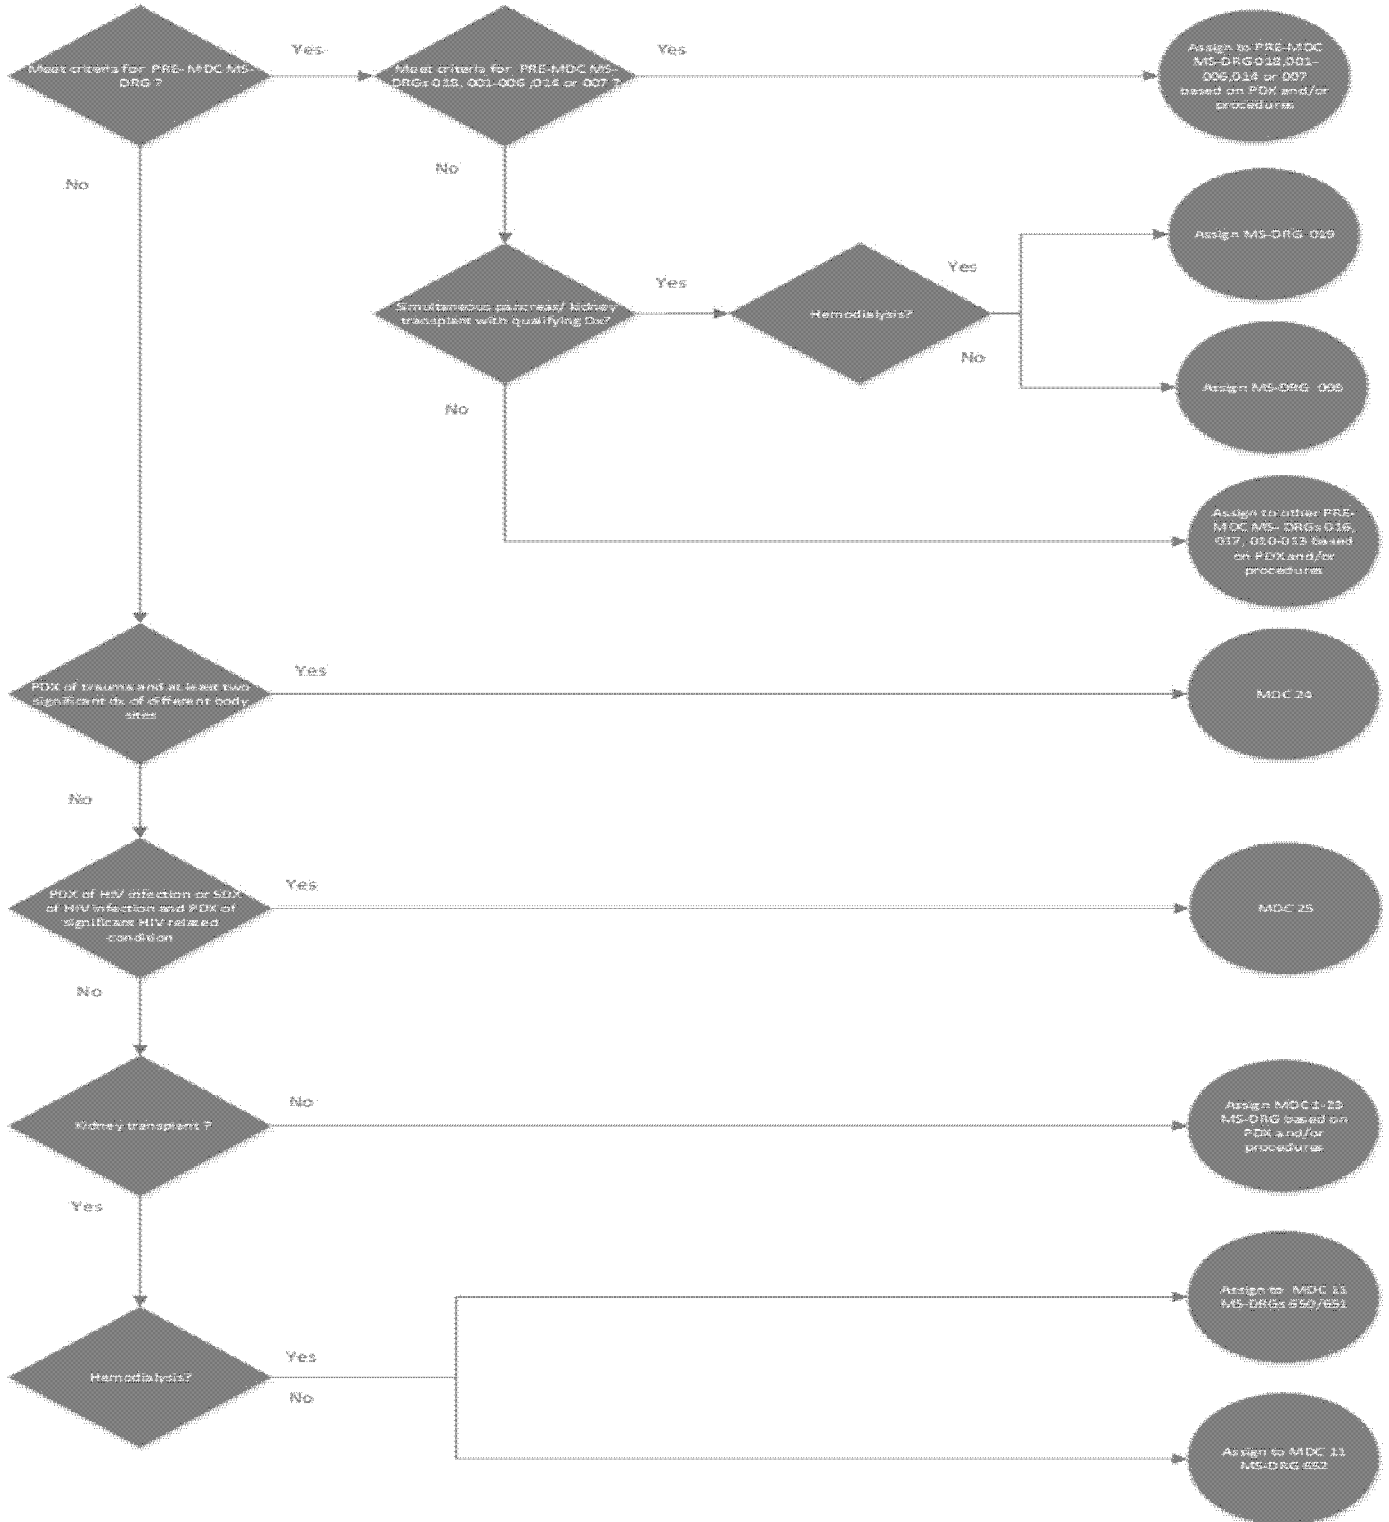 Meet criteria for PRE- MDC MS-
DRG ?
Yes
Meet criteria for PRE-MDC MS-
DRGs 018, 001-006 ,014 or 007 ?
Yes
Assign to PRE-MDC
MS-DRG 018,001-
006,014 or 007
based on PDX and/or
procedures
No
No
Simultaneous pancreas/ kidney
transplant with qualifying Dx?
Yes
Hemodialysis?
Yes
Assign MS-DRG 019
No
Assign MS-DRG 008
No
Assign to other PRE-
MDC MS- DRGs 016,
017, 010-013 based
on PDX and/or
procedures
PDX of trauma and at least two
significant dx of different body
sites
Yes
MDC 24
No
PDX of HIV infection or SDX
of HIV infection and PDX of
significant HIV related
condition
Yes
MDC 25
No
Kidney transplant ?
No
Assign MDC 1-23
MS-DRG based on
PDX and/or
procedures
Yes
Hemodialysis?
Yes
Assign to MDC 11
MS-DRGs 650/651
No
Assign to MDC 11
MS-DRG 652